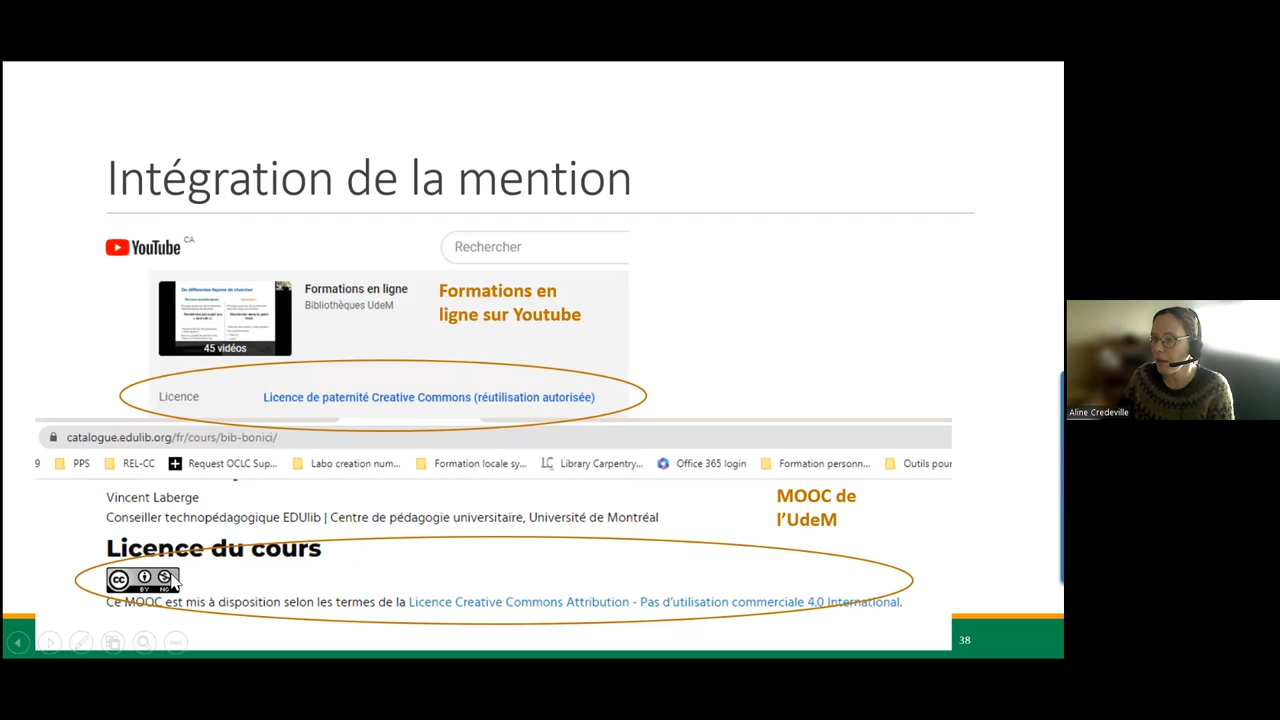 Intégration de la mention
YouTube CA
Rechercher
45 vidéos
Formations en ligne
Bibliothèques UdeM
Formations en
ligne sur Youtube
Licence
Licence de paternité Creative Commons (réutilisation autorisée)
catalogue.edulib.org/fr/cours/bib-bonici/
9 PPS REL-CC Request OCLC Sup... Labo creation num... Formation locale sy... LC Library Carpentry... Office 365 login Formation personn... Outils pour
Vincent Laberge
Conseiller technopédagogique EDUlib | Centre de pédagogie universitaire, Université de Montréal
MOOC de
l'UdeM
Licence du cours
cc BY NC
Ce MOOC est mis à disposition selon les termes de la Licence Creative Commons Attribution - Pas d'utilisation commerciale 4.0 International.
38
Aline Credeville